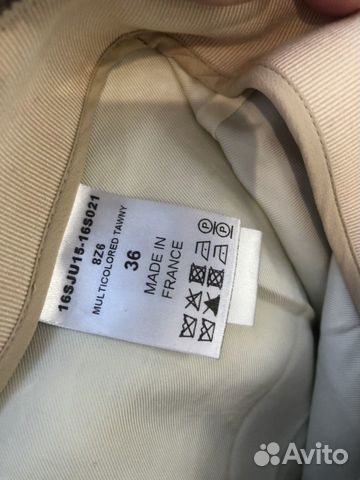 16SJU15-16S021
8Z6
MULTICOLORED TAWNY
36
MADE IN
FRANCE
P
P
Avito